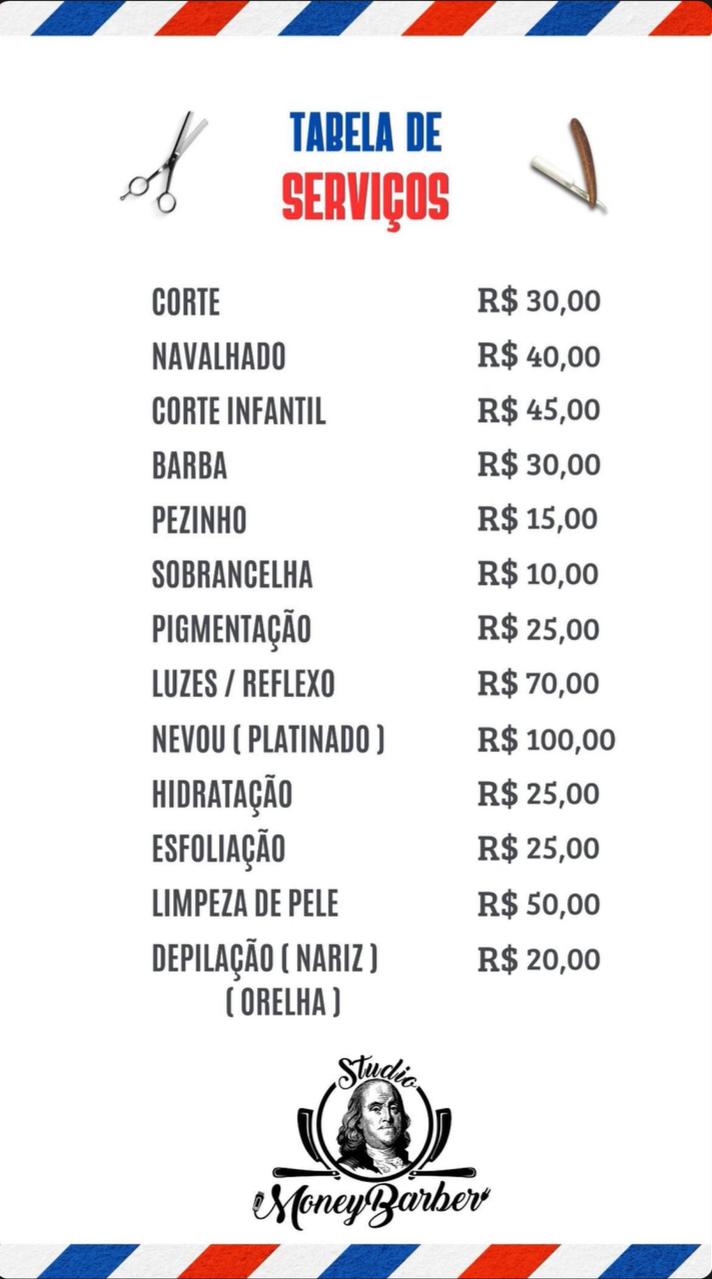 TABELA DE
SERVIÇOS
CORTE R$ 30,00
NAVALHADO R$ 40,00
CORTE INFANTIL R$ 45,00
BARBA R$ 30,00
PEZINHO R$ 15,00
SOBRANCELHA R$ 10,00
PIGMENTAÇÃO R$ 25,00
LUZES / REFLEXO R$ 70,00
NEVOU ( PLATINADO ) R$ 100,00
HIDRATAÇÃO R$ 25,00
ESFOLIAÇÃO R$ 25,00
LIMPEZA DE PELE R$ 50,00
DEPILAÇÃO ( NARIZ ) R$ 20,00
( ORELHA )
Studio
MoneyBarber